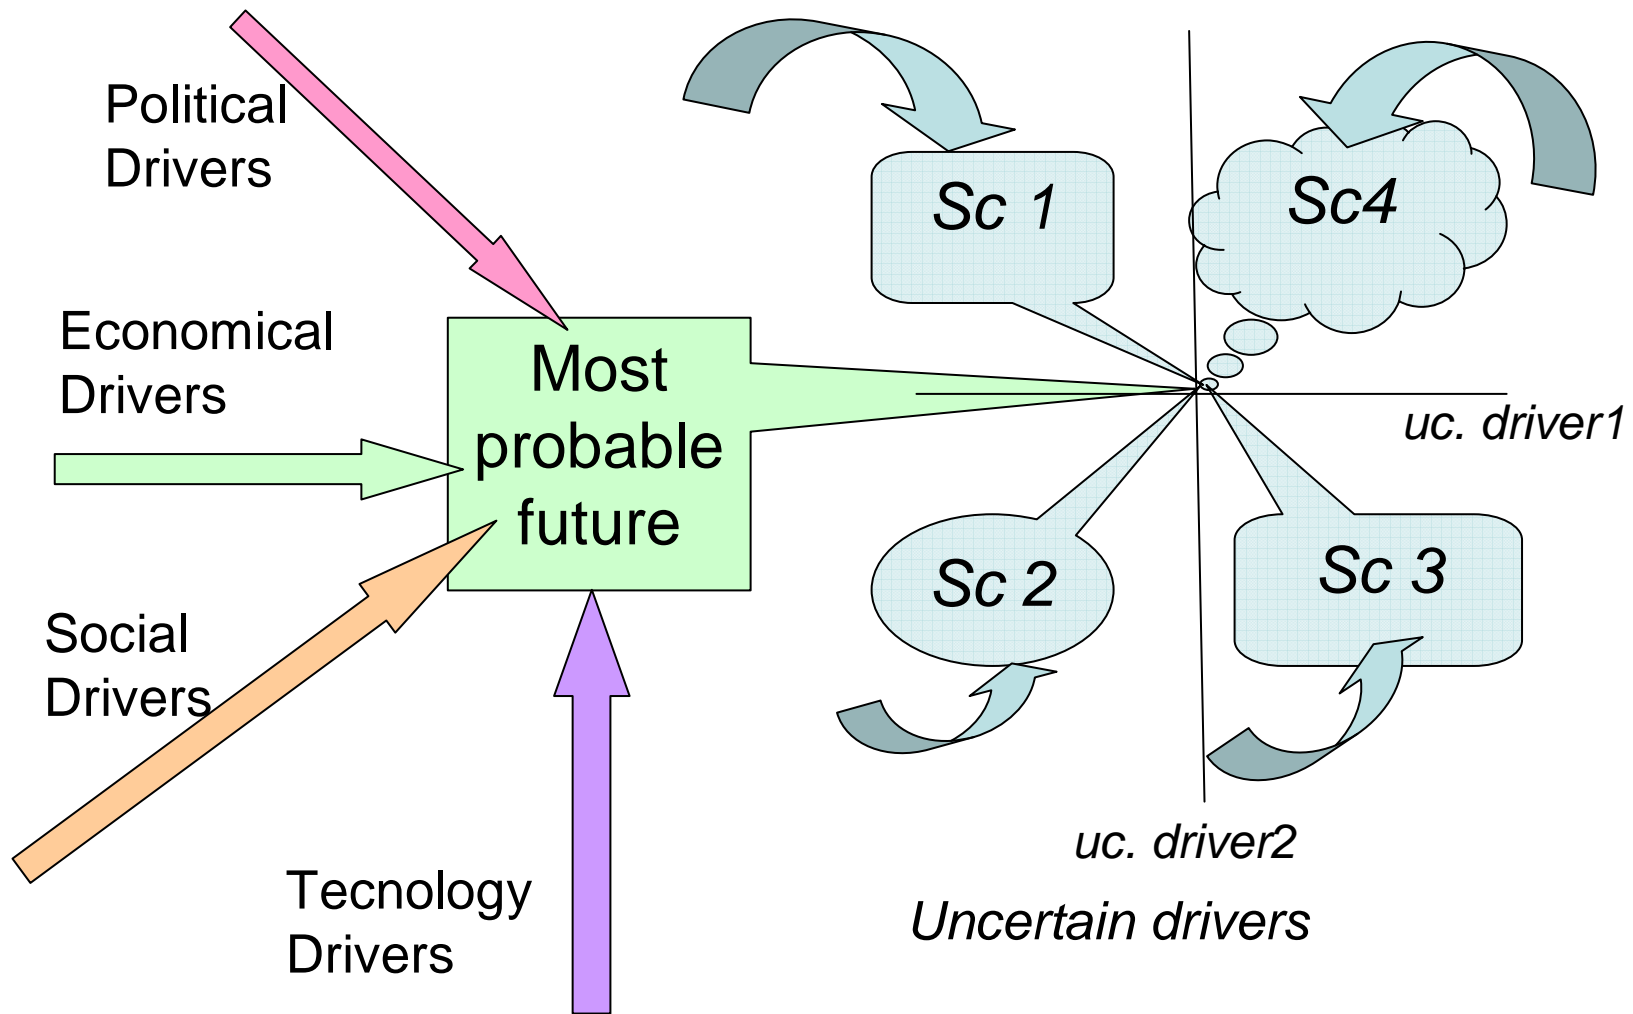 Political
Drivers
Economical
Drivers
Social
Drivers
Tecnology
Drivers
Most
probable
future
Sc 1
Sc4
Sc 2
Sc 3
uc. driver1
uc. driver2
Uncertain drivers